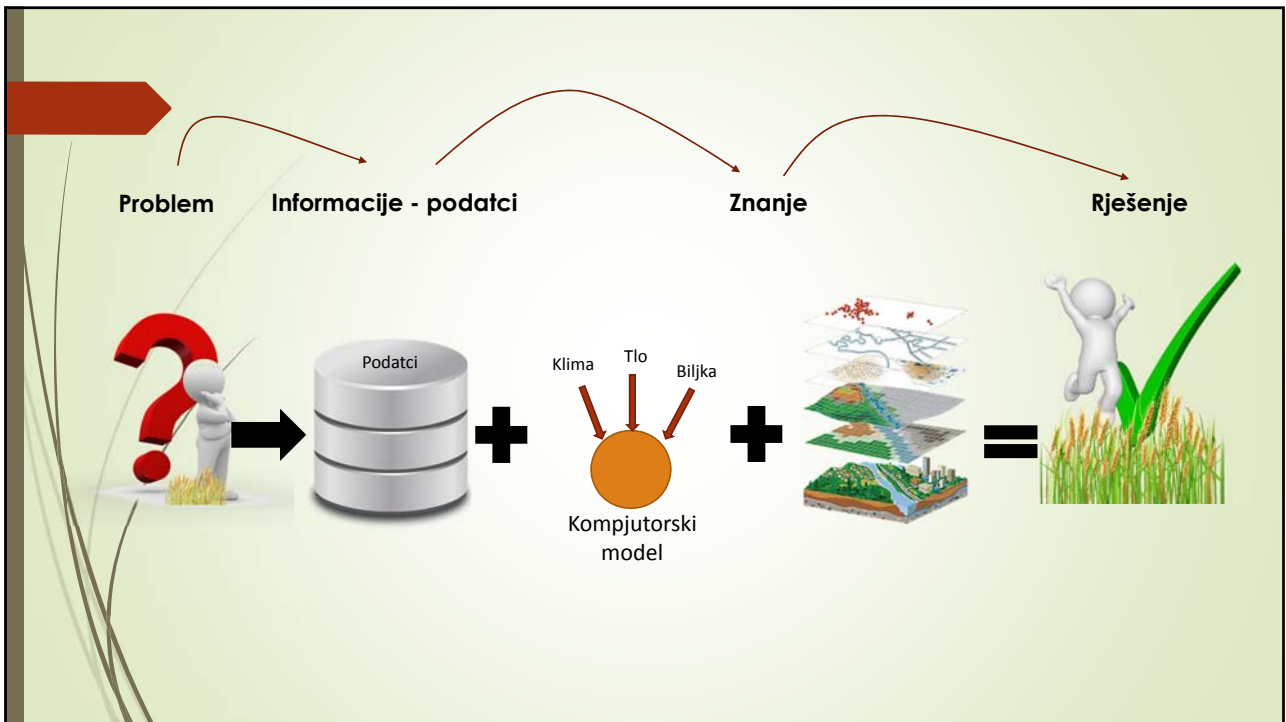 Problem
Informacije - podatci
Znanje
Rješenje
Podatci
Klima
Tlo
Biljka
Kompjutorski
model